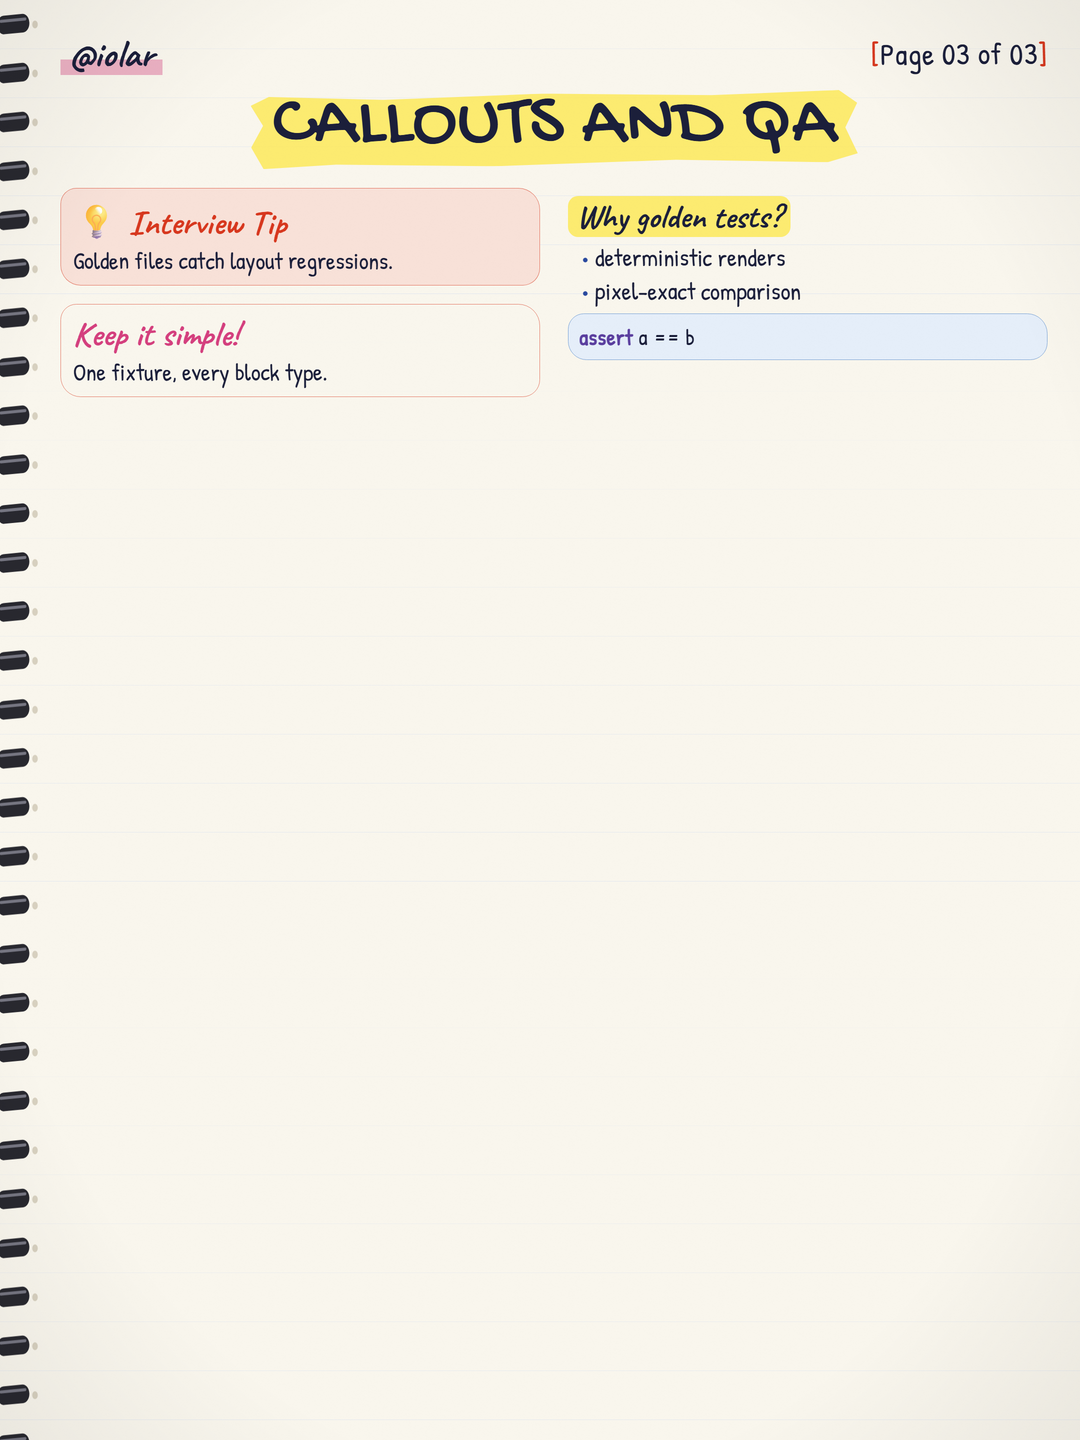 @iolar
[Page 03 of 03]
CALLOUTS AND QA
Interview Tip
Golden files catch layout regressions.
Keep it simple!
One fixture, every block type.
Why golden tests?
• deterministic renders
• pixel-exact comparison
assert a == b